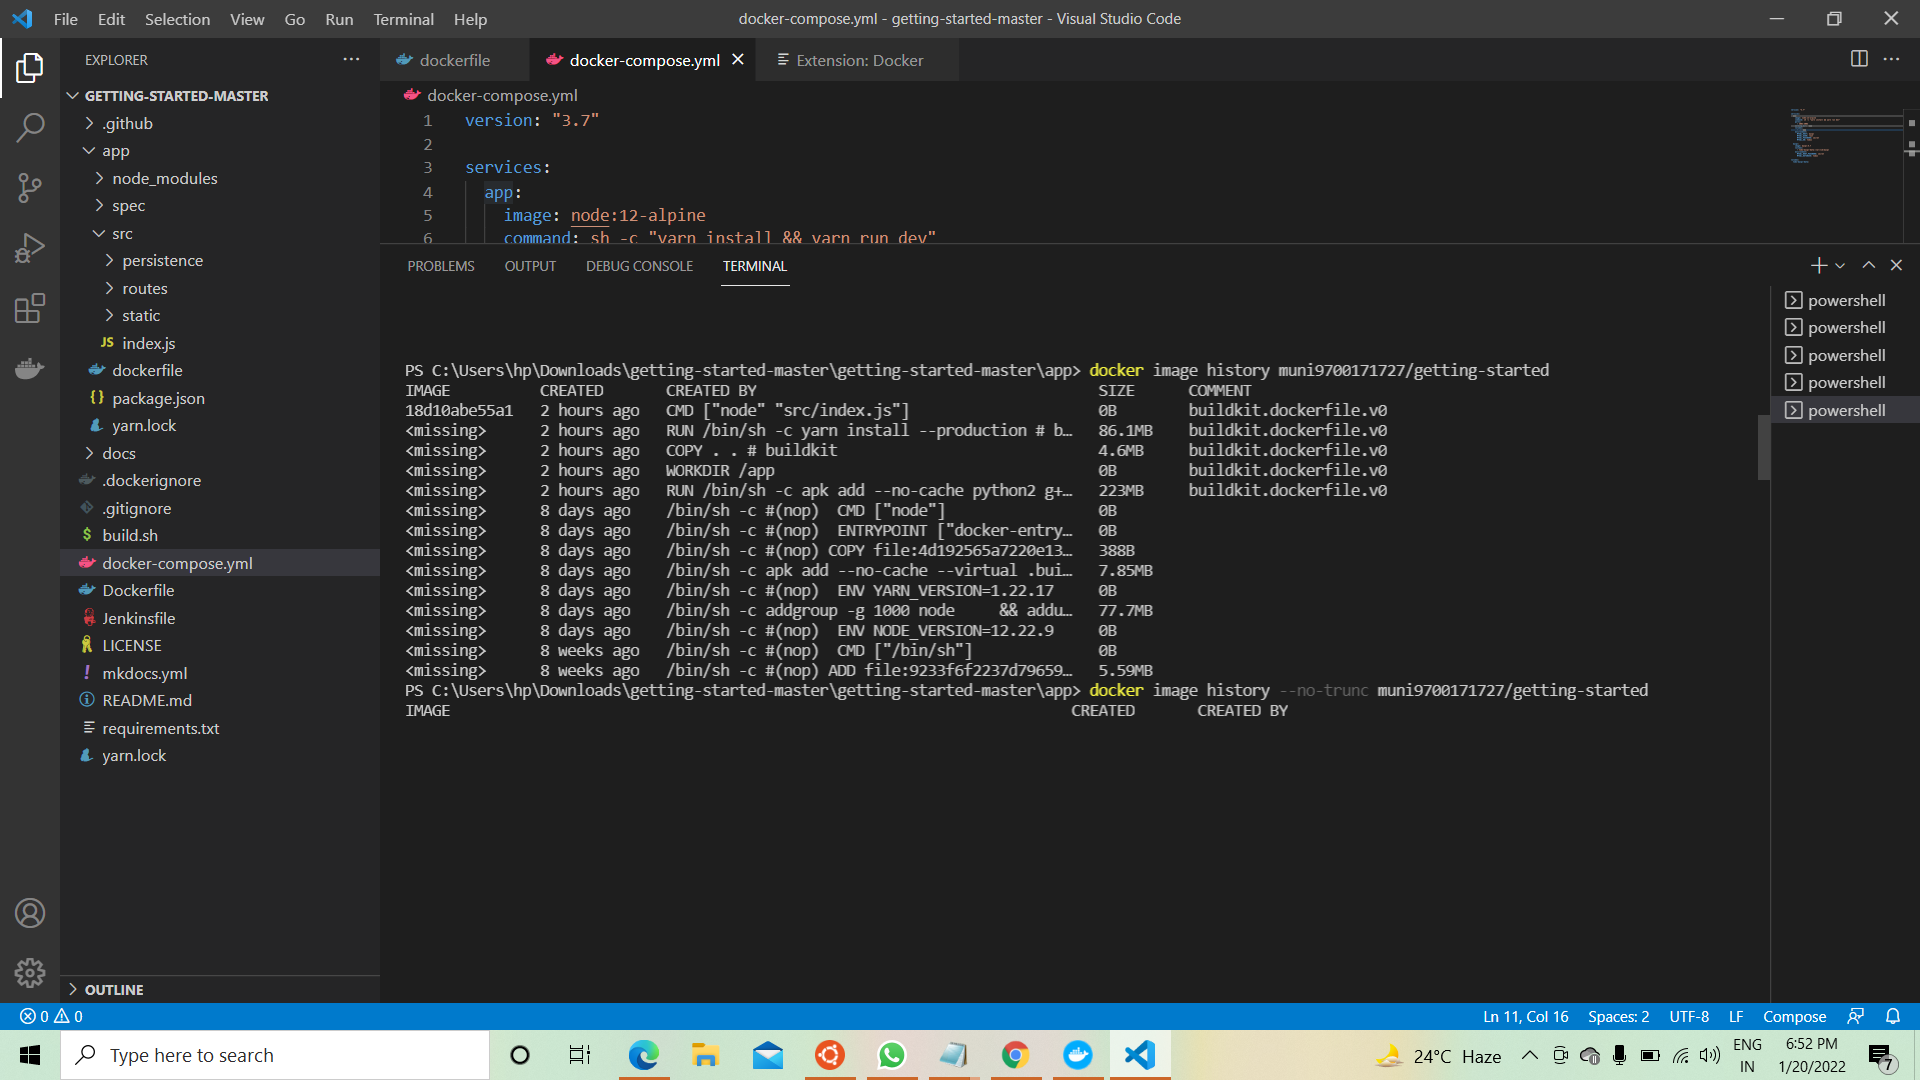 File Edit Selection View Go Run Terminal Help
docker-compose.yml - getting-started-master - Visual Studio Code
EXPLORER
GETTING-STARTED-MASTER
.github
app
node_modules
spec
src
persistence
routes
static
JS index.js
dockerfile
{} package.json
yarn.lock
docs
.dockerignore
.gitignore
$ build.sh
docker-compose.yml
Dockerfile
Jenkinsfile
LICENSE
! mkdocs.yml
README.md
requirements.txt
yarn.lock
OUTLINE
dockerfile docker-compose.yml Extension: Docker
docker-compose.yml
1 version: "3.7"
2
3 services:
4 app:
5 image: node:12-alpine
6 command: sh -c "yarn install && yarn run dev"
PROBLEMS OUTPUT DEBUG CONSOLE TERMINAL
PS C:\Users\hp\Downloads\getting-started-master\getting-started-master\app> docker image history muni9700171727/getting-started
IMAGE CREATED CREATED BY SIZE COMMENT
18d10abe55a1 2 hours ago CMD ["node" "src/index.js"] 0B buildkit.dockerfile.v0
<missing> 2 hours ago RUN /bin/sh -c yarn install --production # b… 86.1MB buildkit.dockerfile.v0
<missing> 2 hours ago COPY . . # buildkit 4.6MB buildkit.dockerfile.v0
<missing> 2 hours ago WORKDIR /app 0B buildkit.dockerfile.v0
<missing> 2 hours ago RUN /bin/sh -c apk add --no-cache python2 g+… 223MB buildkit.dockerfile.v0
<missing> 8 days ago /bin/sh -c #(nop) CMD ["node"] 0B
<missing> 8 days ago /bin/sh -c #(nop) ENTRYPOINT ["docker-entry… 0B
<missing> 8 days ago /bin/sh -c #(nop) COPY file:4d192565a7220e13… 388B
<missing> 8 days ago /bin/sh -c apk add --no-cache --virtual .bui… 7.85MB
<missing> 8 days ago /bin/sh -c #(nop) ENV YARN_VERSION=1.22.17 0B
<missing> 8 days ago /bin/sh -c addgroup -g 1000 node && addu… 77.7MB
<missing> 8 days ago /bin/sh -c #(nop) ENV NODE_VERSION=12.22.9 0B
<missing> 8 weeks ago /bin/sh -c #(nop) CMD ["/bin/sh"] 0B
<missing> 8 weeks ago /bin/sh -c #(nop) ADD file:9233f6f2237d79659… 5.59MB
PS C:\Users\hp\Downloads\getting-started-master\getting-started-master\app> docker image history --no-trunc muni9700171727/getting-started
IMAGE CREATED CREATED BY
powershell
powershell
powershell
powershell
powershell
0 0
Ln 11, Col 16 Spaces: 2 UTF-8 LF Compose
Type here to search
24°C Haze
ENG
IN
6:52 PM
1/20/2022
7